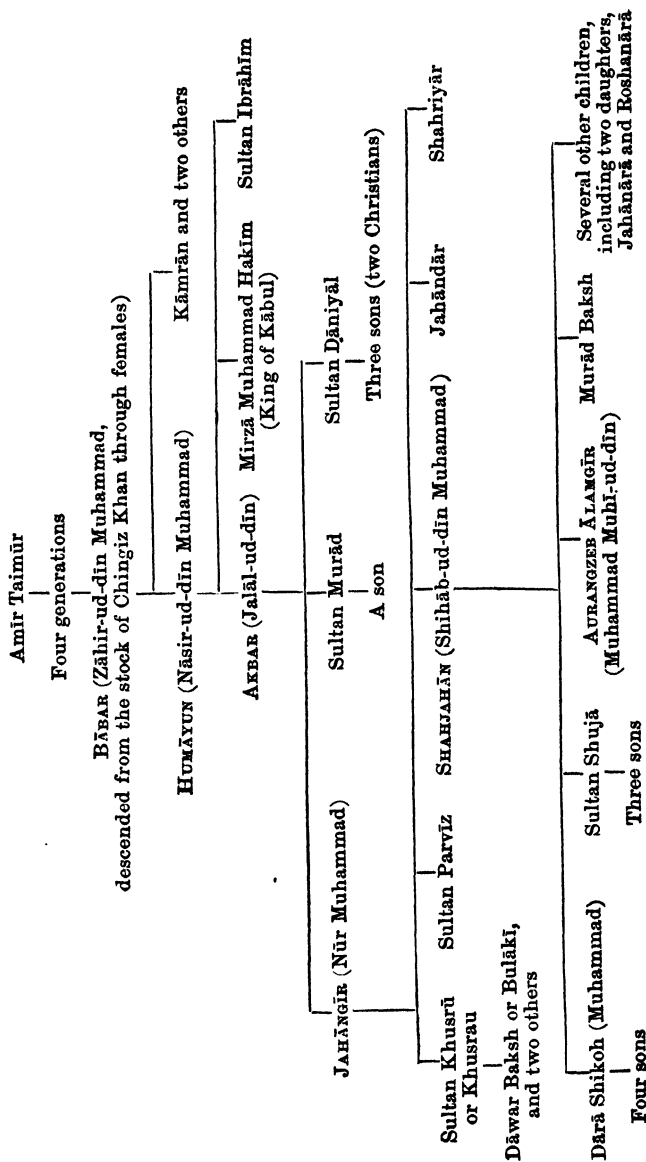 Amīr Taimūr
Four generations
BĀBAR (Zāhir-ud-dīn Muhammad,
descended from the stock of Chingiz Khan through females)
HUMĀYUN (Nāsir-ud-dīn Muhammad)
Kāmrān and two others
AKBAR (Jalāl-ud-dīn)
Mirzā Muhammad Hakīm
(King of Kābul)
Sultan Ibrāhīm
JAHĀNGĪR (Nūr Muhammad)
Sultan Murād
Sultan Dāniyāl
A son
Three sons (two Christians)
Sultan Khusrū
or Khusrau
Sultan Parvīz
SHAHJAHĀN (Shihāb-ud-dīn Muhammad)
Jahāndār
Shahriyār
Dāwar Baksh or Bulākī,
and two others
Dārā Shikoh (Muhammad)
Sultan Shujā
AURANGZEB ĀLAMGĪR
(Muhammad Muhī-ud-dīn)
Murād Baksh
Several other children,
including two daughters,
Jahānārā and Roshanārā
Four sons
Three sons